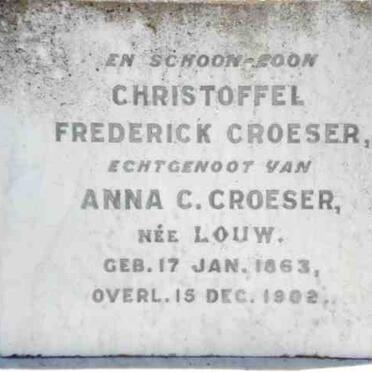 EN SCHOON-ZOON
CHRISTOFFEL
FREDERICK CROESER,
ECHTGENOOT VAN
ANNA C. CROESER,
NÉE LOUW.
GEB. 17 JAN. 1863,
OVERL. 15 DEC. 1902.